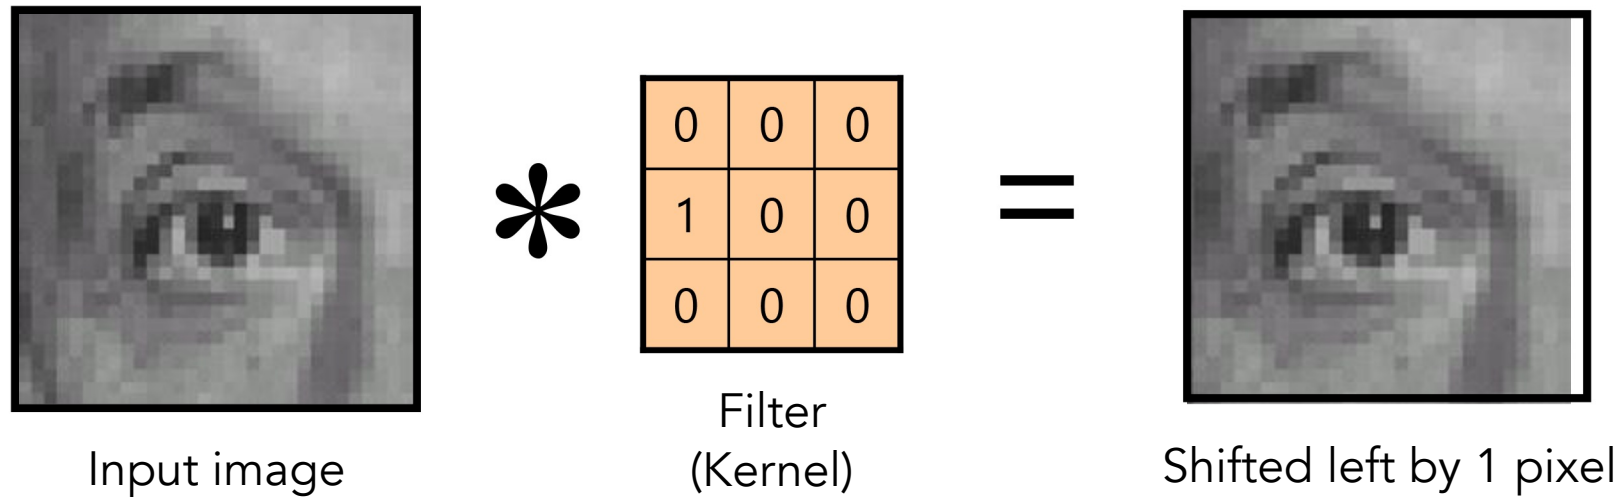 *
0 0 0
1 0 0
0 0 0
=
Input image
Filter
(Kernel)
Shifted left by 1 pixel